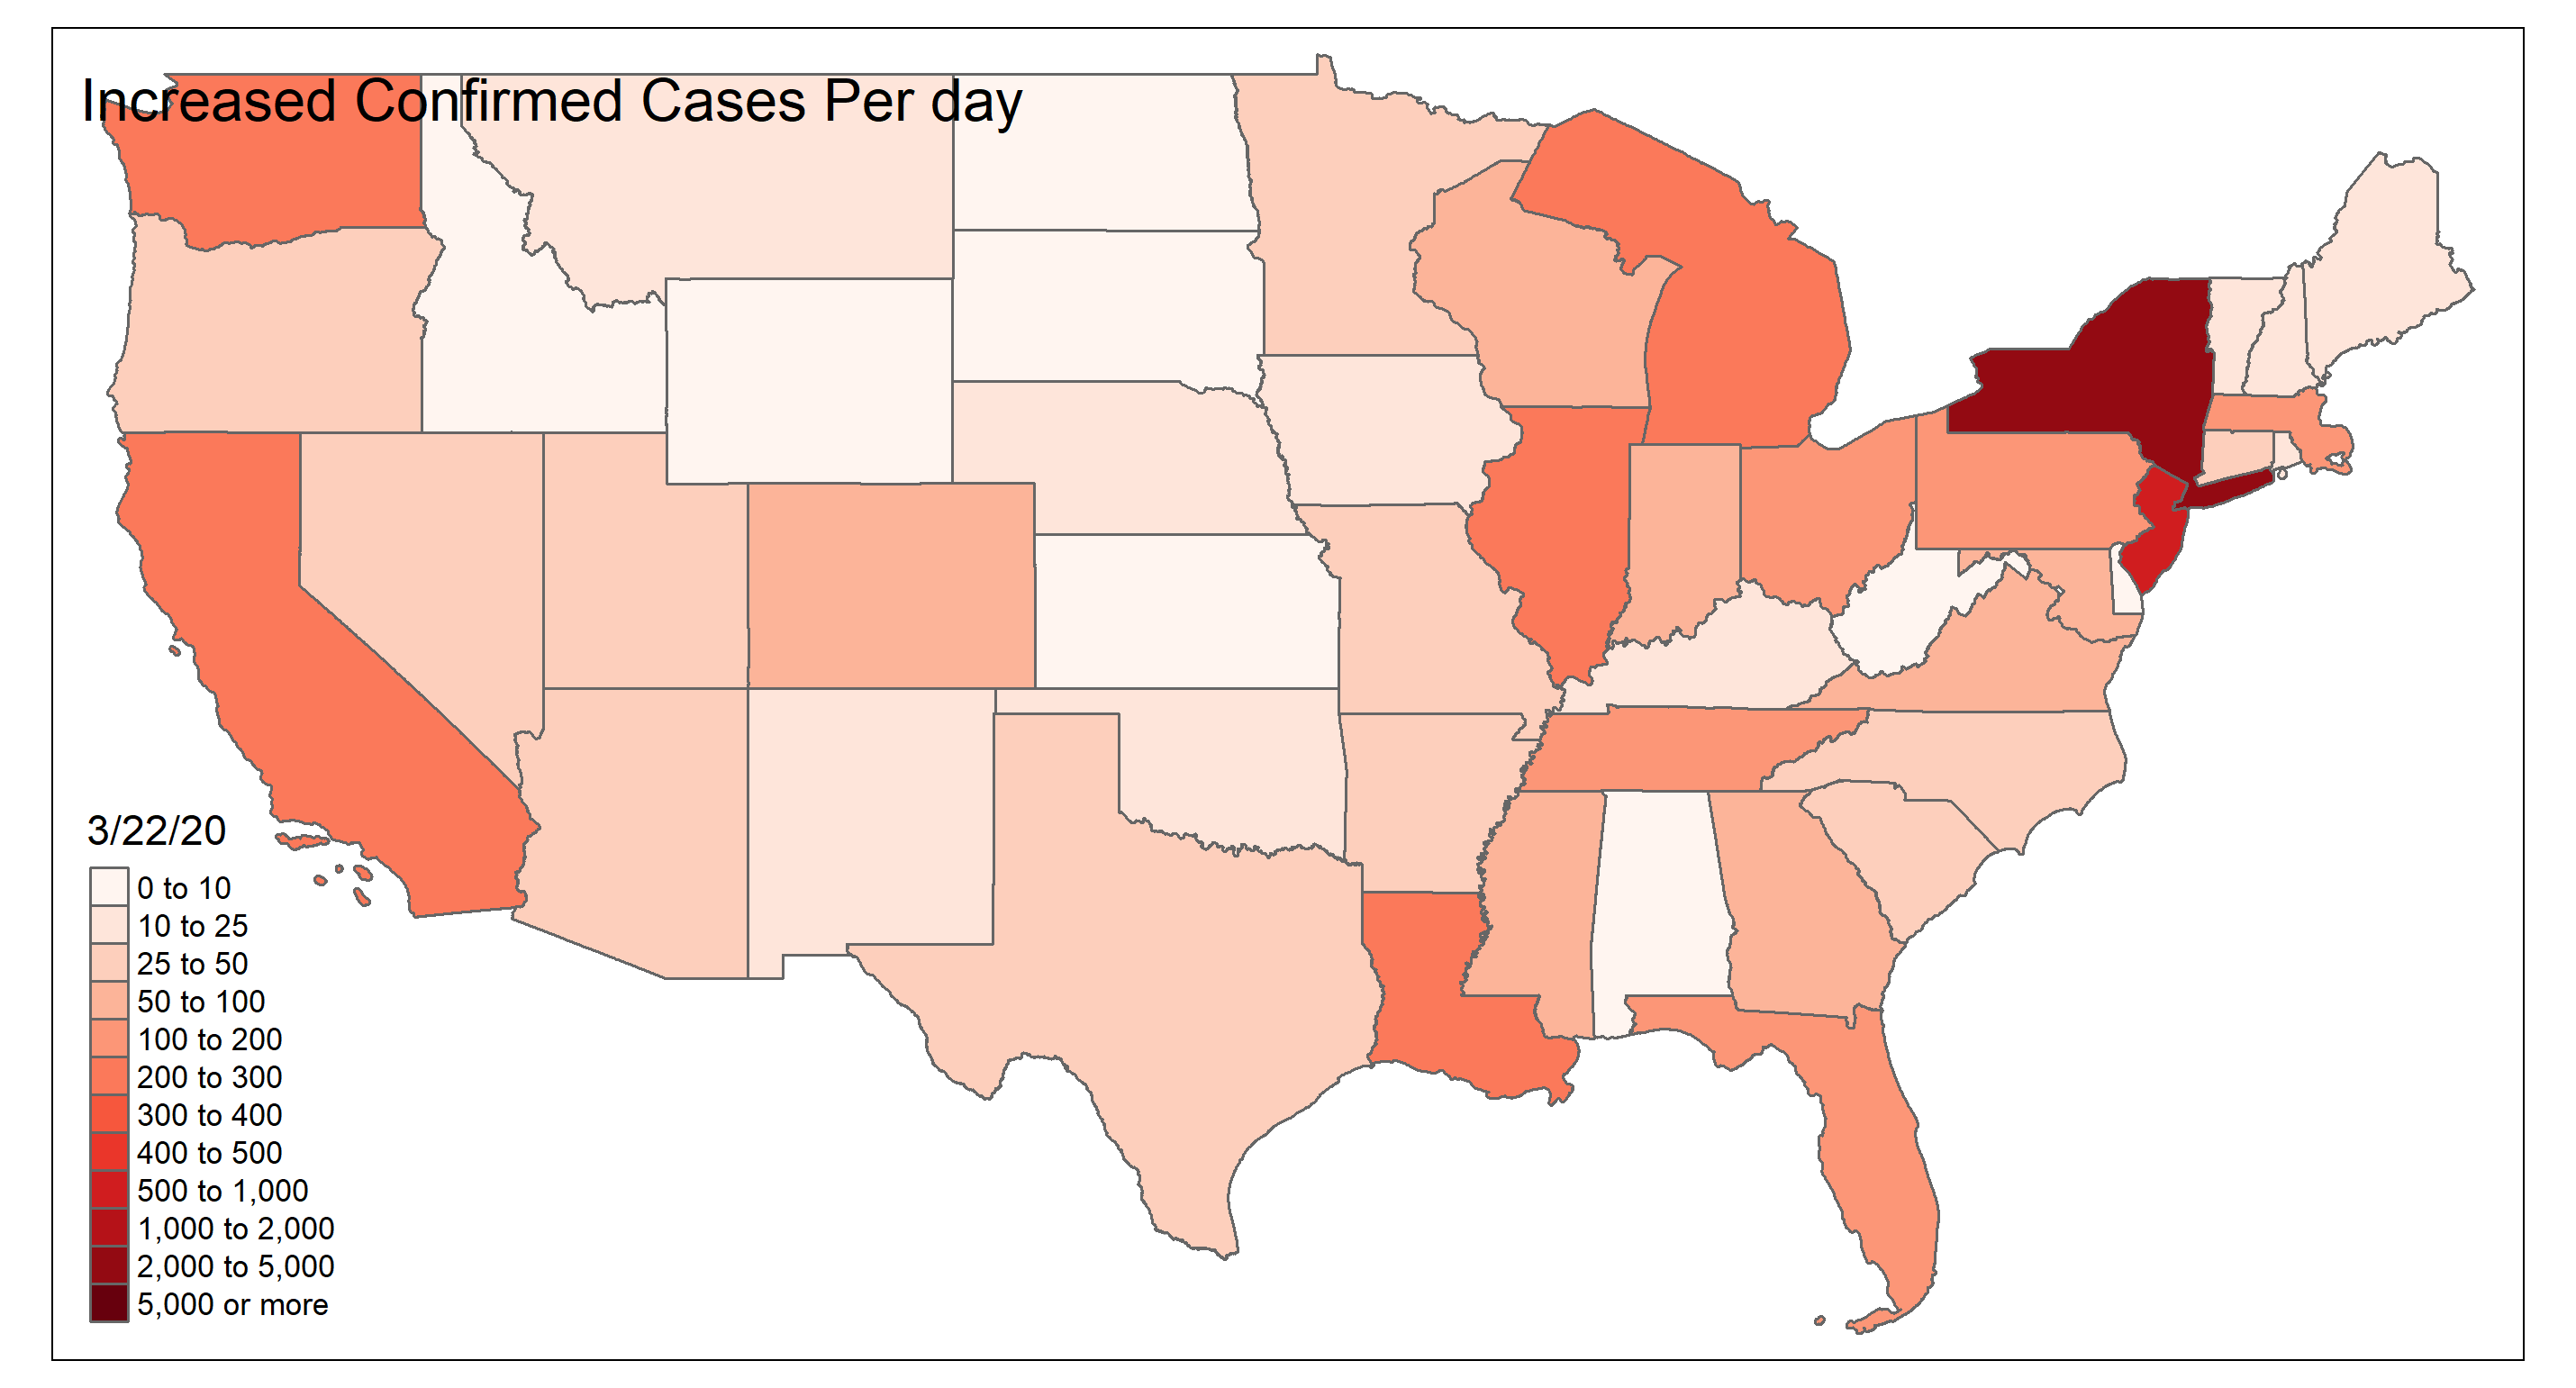 Increased Confirmed Cases Per day
3/22/20
0 to 10
10 to 25
25 to 50
50 to 100
100 to 200
200 to 300
300 to 400
400 to 500
500 to 1,000
1,000 to 2,000
2,000 to 5,000
5,000 or more